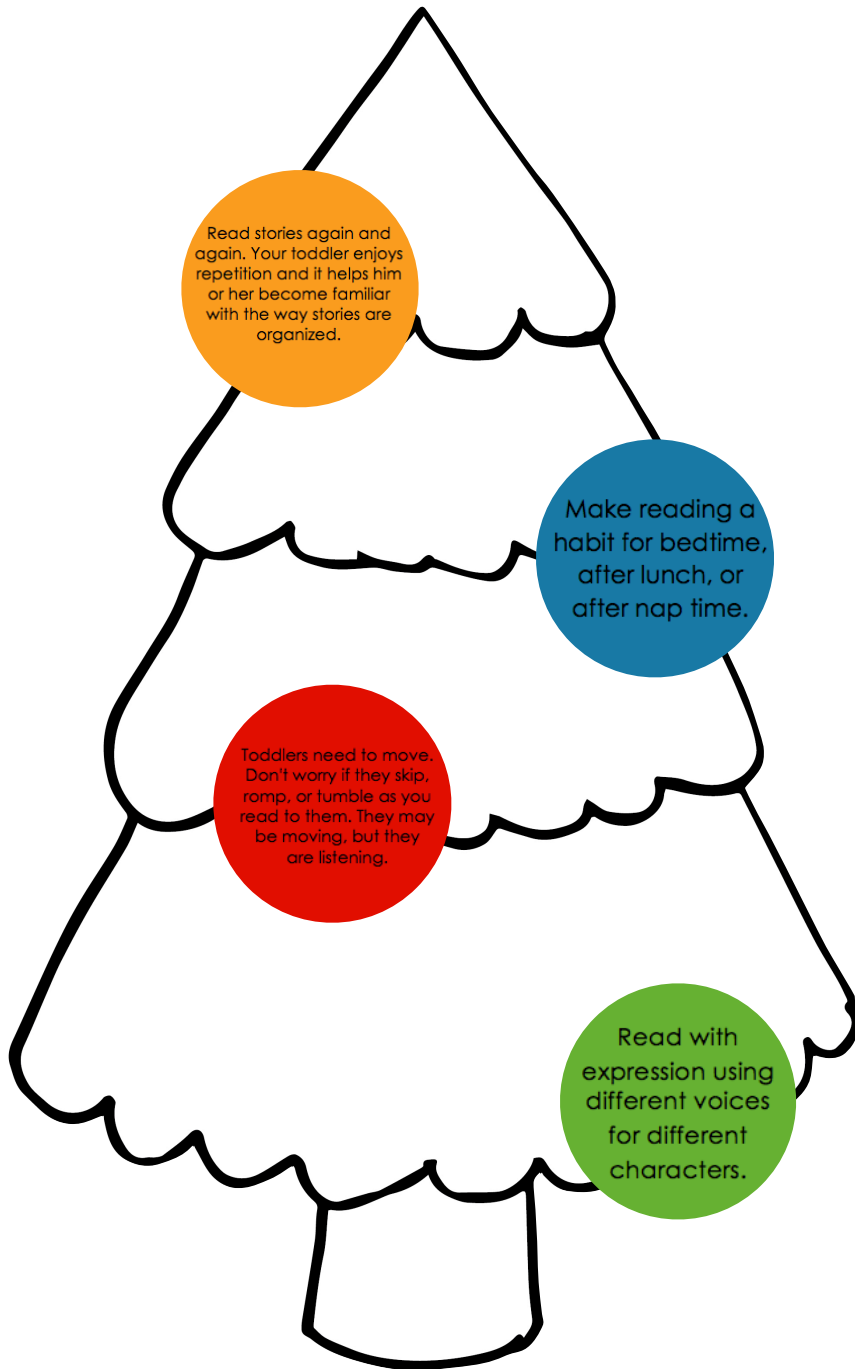 Read stories again and
again. Your toddler enjoys
repetition and it helps him
or her become familiar
with the way stories are
organized.
Make reading a
habit for bedtime,
after lunch, or
after nap time.
Toddlers need to move.
Don't worry if they skip,
romp, or tumble as you
read to them. They may
be moving, but they
are listening.
Read with
expression using
different voices
for different
characters.